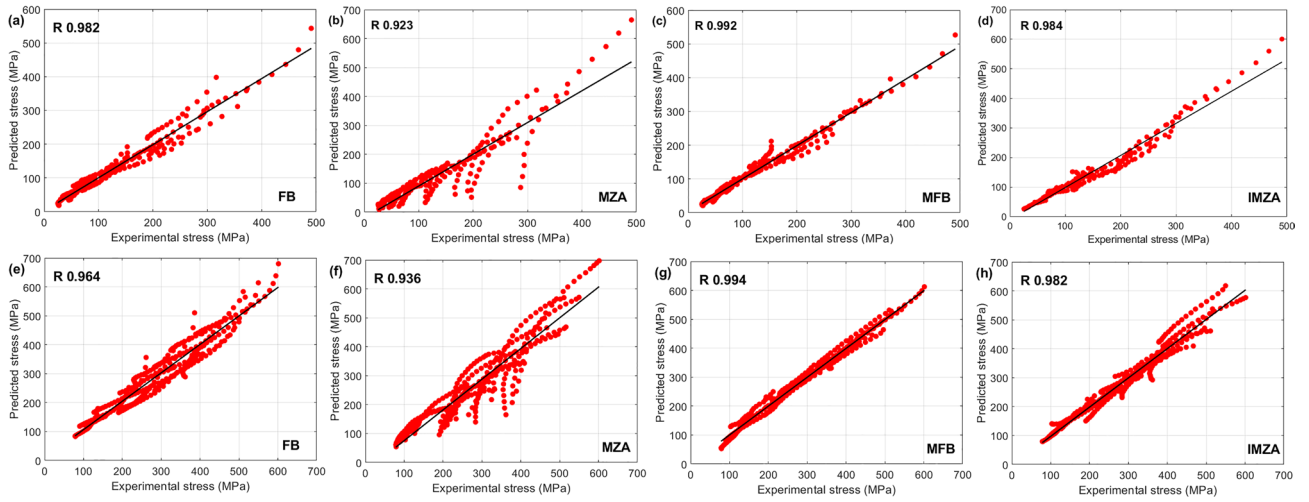 (a)
R 0.982
FB
Predicted stress (MPa)
600
500
400
300
200
100
0
0 100 200 300 400 500
Experimental stress (MPa)
(b)
R 0.923
MZA
Predicted stress (MPa)
700
600
500
400
300
200
100
0
0 100 200 300 400 500
Experimental stress (MPa)
(c)
R 0.992
MFB
Predicted stress (MPa)
600
500
400
300
200
100
0
0 100 200 300 400 500
Experimental stress (MPa)
(d)
R 0.984
IMZA
Predicted stress (MPa)
700
600
500
400
300
200
100
0
0 100 200 300 400 500
Experimental stress (MPa)
(e)
R 0.964
FB
Predicted stress (MPa)
700
600
500
400
300
200
100
0
0 100 200 300 400 500 600 700
Experimental stress (MPa)
(f)
R 0.936
MZA
Predicted stress (MPa)
700
600
500
400
300
200
100
0
0 100 200 300 400 500 600 700
Experimental stress (MPa)
(g)
R 0.994
MFB
Predicted stress (MPa)
700
600
500
400
300
200
100
0
0 100 200 300 400 500 600 700
Experimental stress (MPa)
(h)
R 0.982
IMZA
Predicted stress (MPa)
700
600
500
400
300
200
100
0
0 100 200 300 400 500 600 700
Experimental stress (MPa)